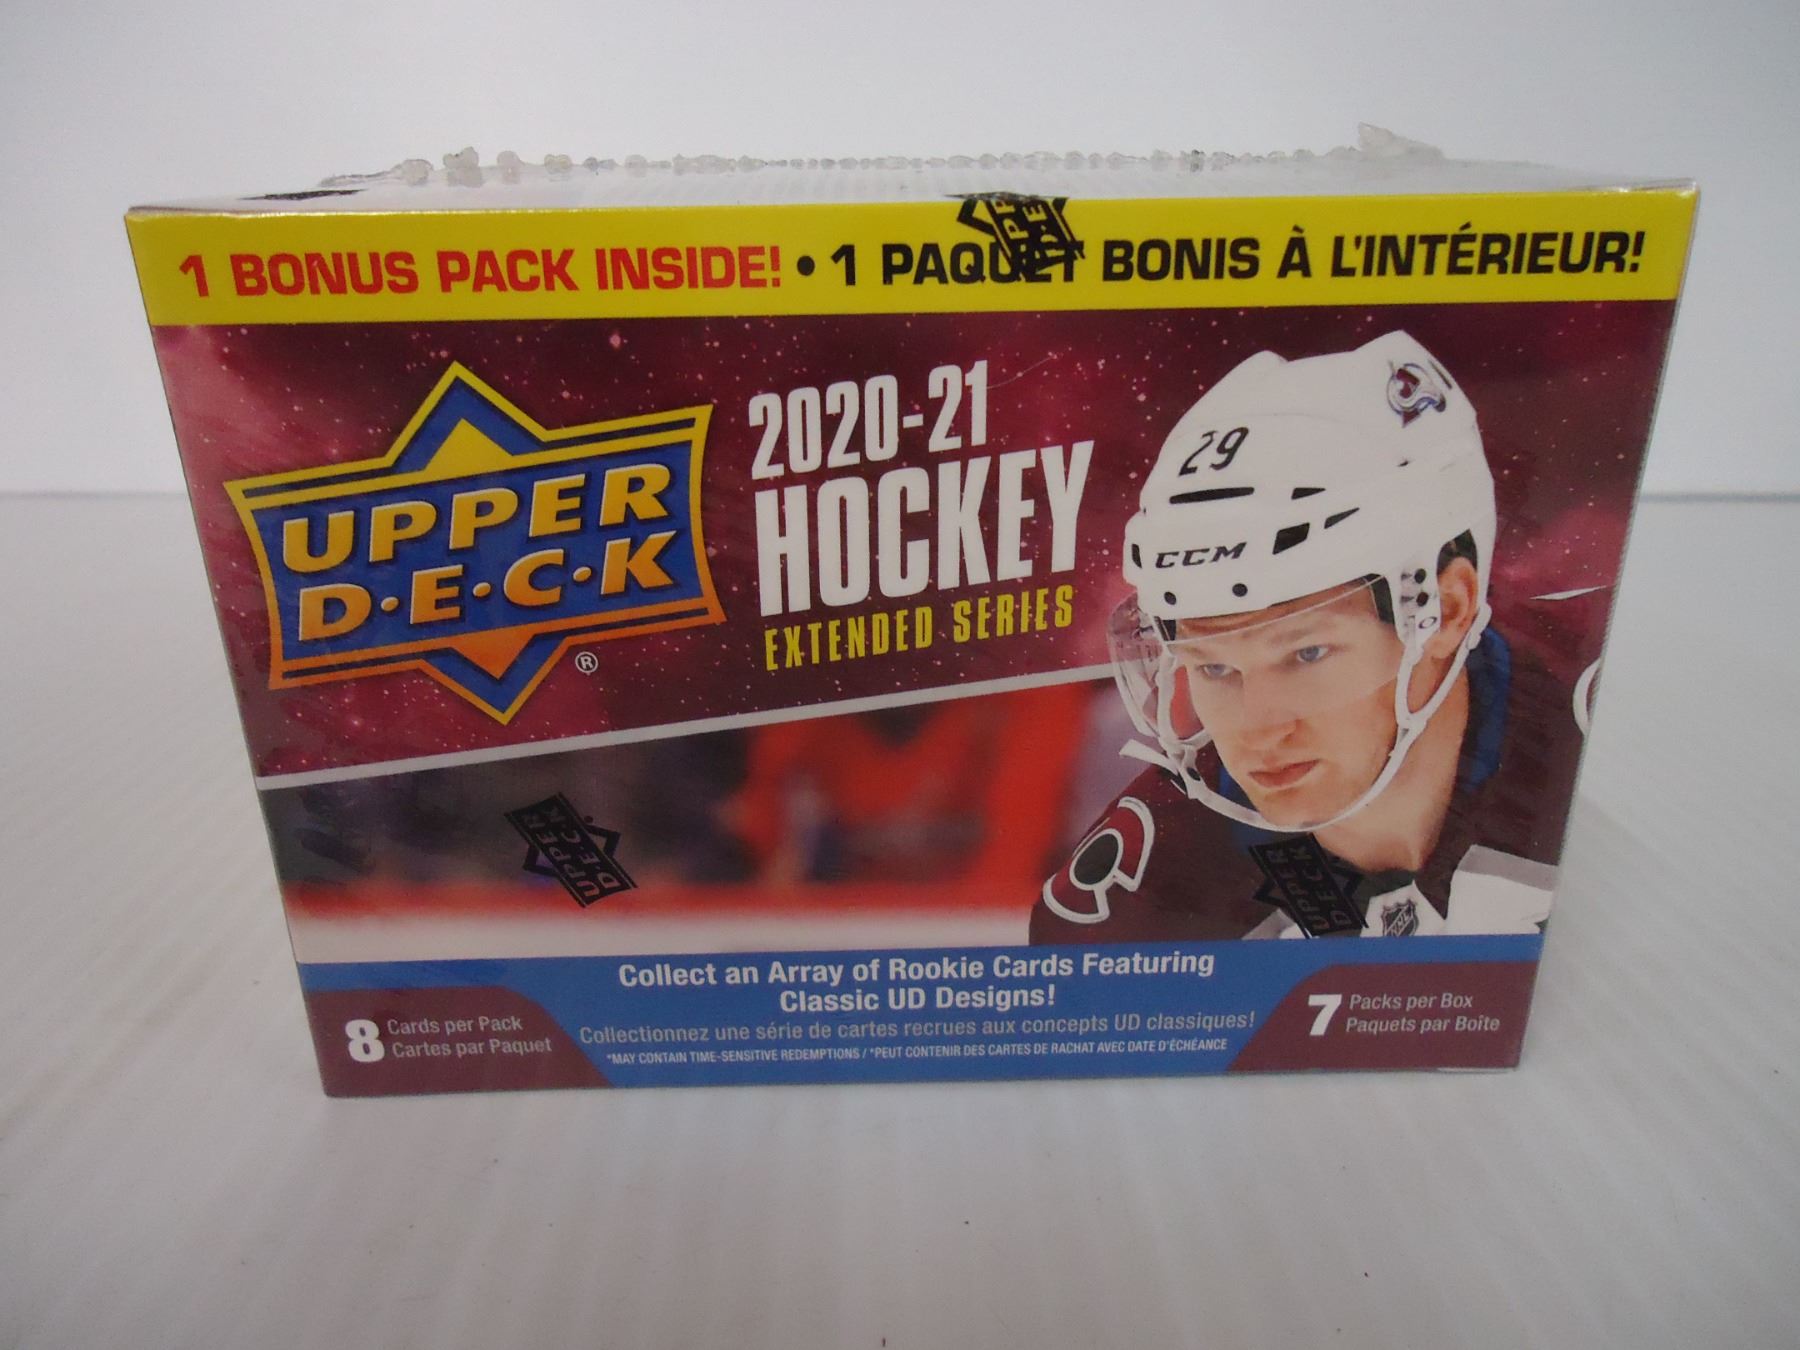 1 BONUS PACK INSIDE! • 1 PAQUET BONIS À L'INTÉRIEUR!
UPPER
D·E·C·K
®
2020-21
HOCKEY
EXTENDED SERIES
29
CCM
UPPER
D·E·C·K
UPPER
D·E·C·K
NHL
Collect an Array of Rookie Cards Featuring
Classic UD Designs!
Collectionnez une série de cartes recrues aux concepts UD classiques!
*MAY CONTAIN TIME-SENSITIVE REDEMPTIONS / *PEUT CONTENIR DES CARTES DE RACHAT AVEC DATE D'ÉCHÉANCE
8 Cards per Pack
Cartes par Paquet
7 Packs per Box
Paquets par Boîte